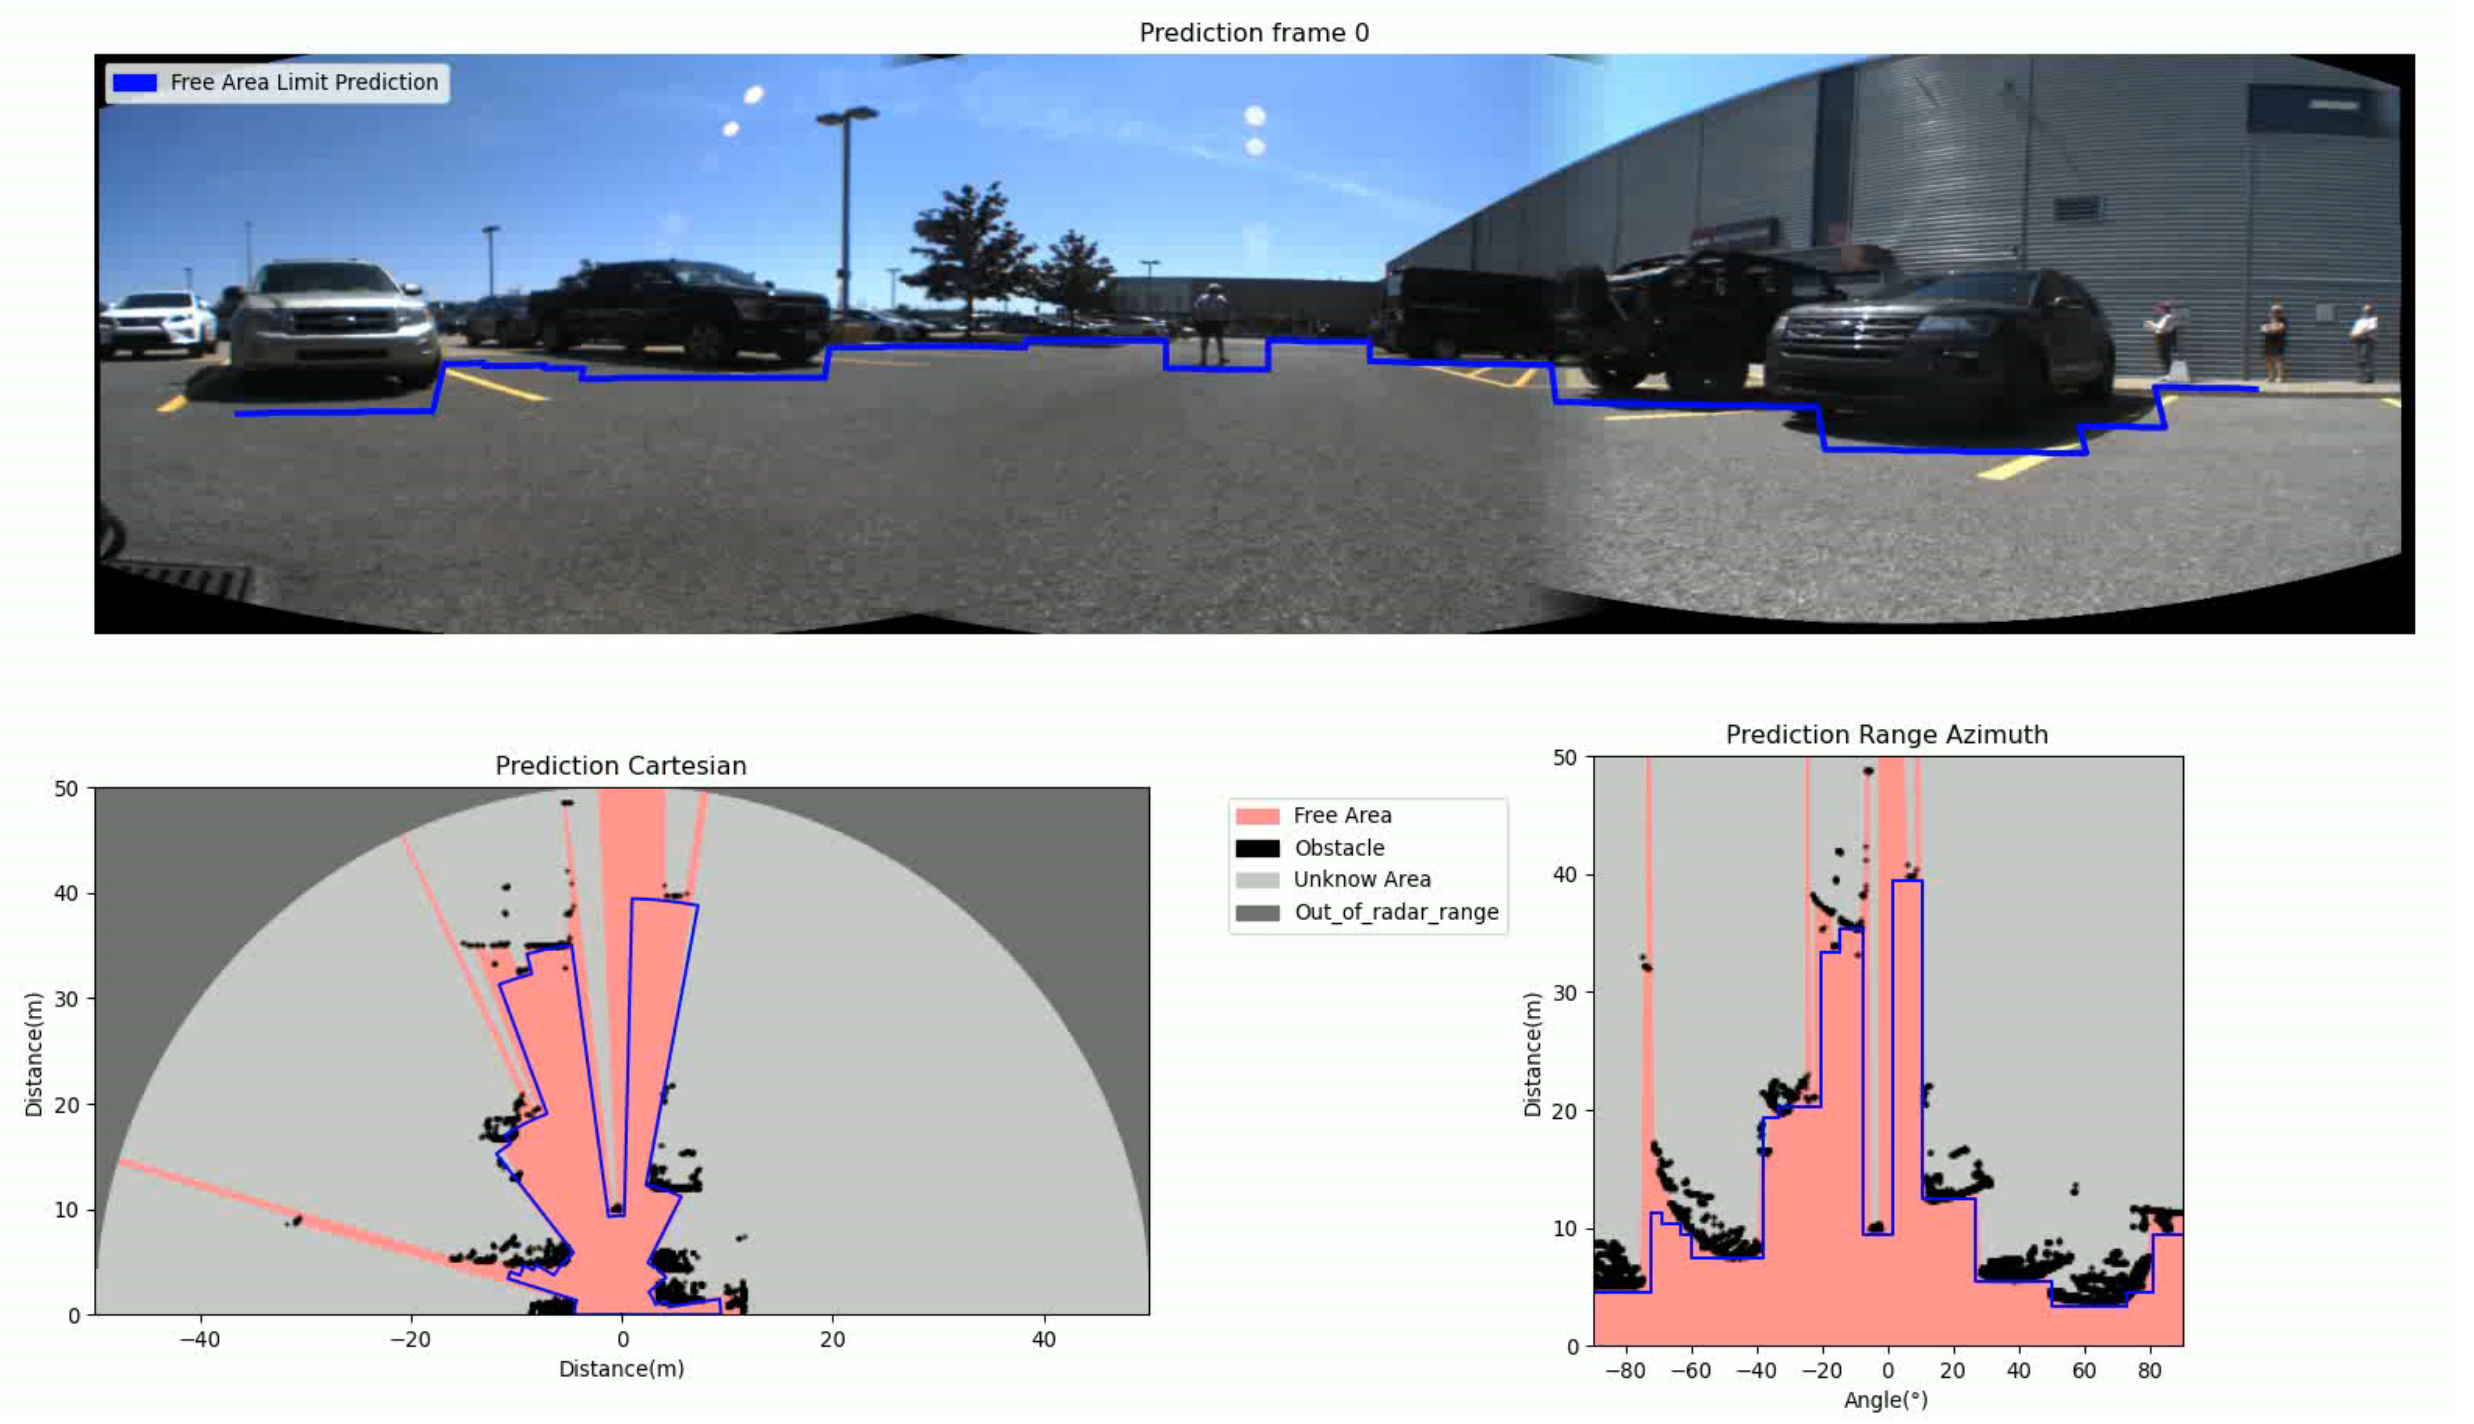 Prediction frame 0
Free Area Limit Prediction
Prediction Cartesian
50
40
30
20
10
0
Distance(m)
−40
−20
0
20
40
Distance(m)
Free Area
Obstacle
Unknow Area
Out_of_radar_range
Prediction Range Azimuth
50
40
30
20
10
0
Distance(m)
−80
−60
−40
−20
0
20
40
60
80
Angle(°)